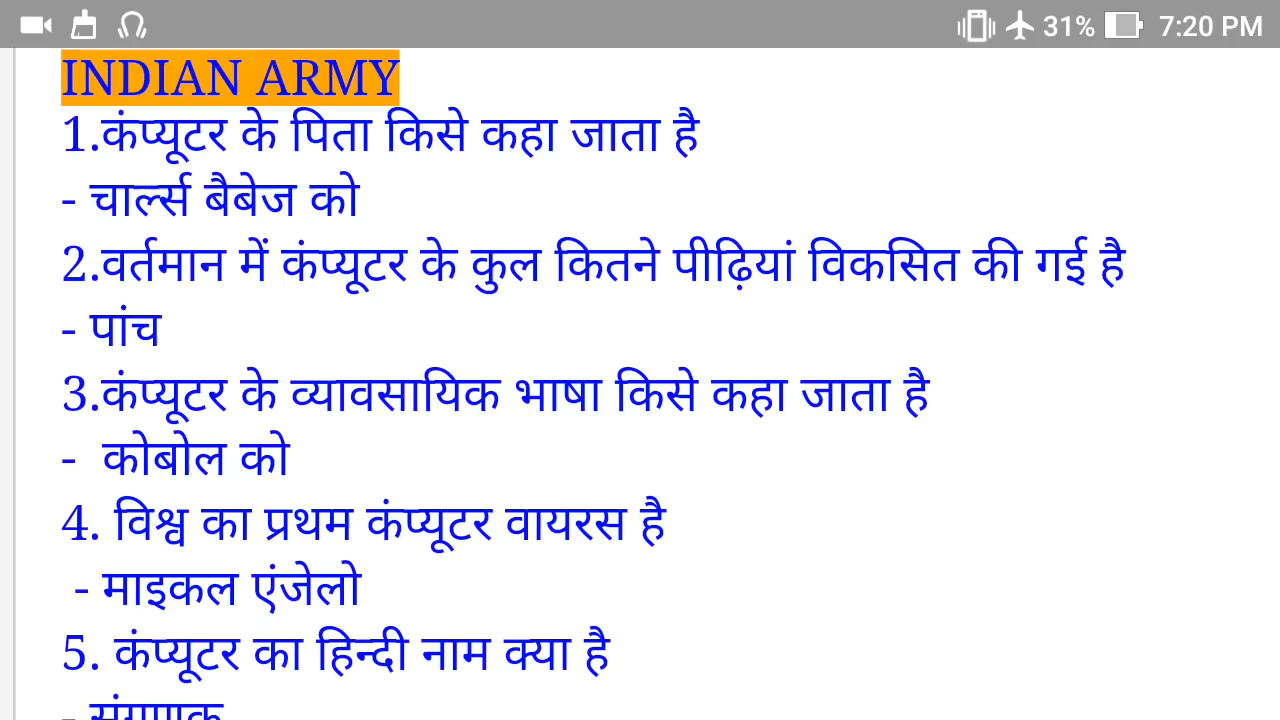 31% 7:20 PM
INDIAN ARMY
1.कंप्यूटर के पिता किसे कहा जाता है
- चार्ल्स बैबेज को
2.वर्तमान में कंप्यूटर के कुल कितने पीढ़ियां विकसित की गई है
- पांच
3.कंप्यूटर के व्यावसायिक भाषा किसे कहा जाता है
-  कोबोल को
4. विश्व का प्रथम कंप्यूटर वायरस है
- माइकल एंजेलो
5. कंप्यूटर का हिन्दी नाम क्या है
- संगणक